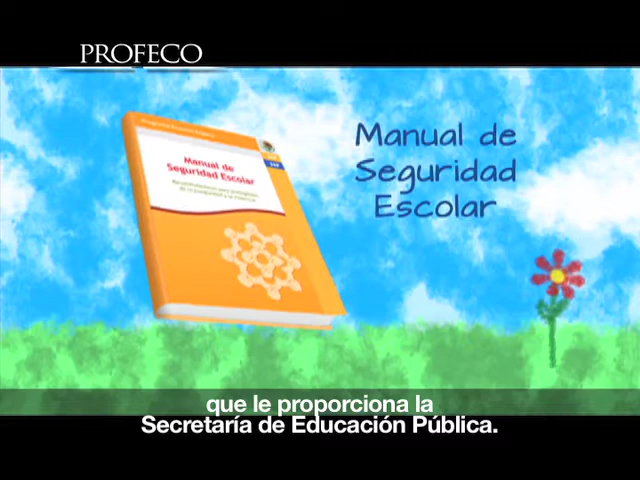 PROFECO
Manual de
Seguridad Escolar
Manual de
Seguridad
Escolar
que le proporciona la
Secretaría de Educación Pública.